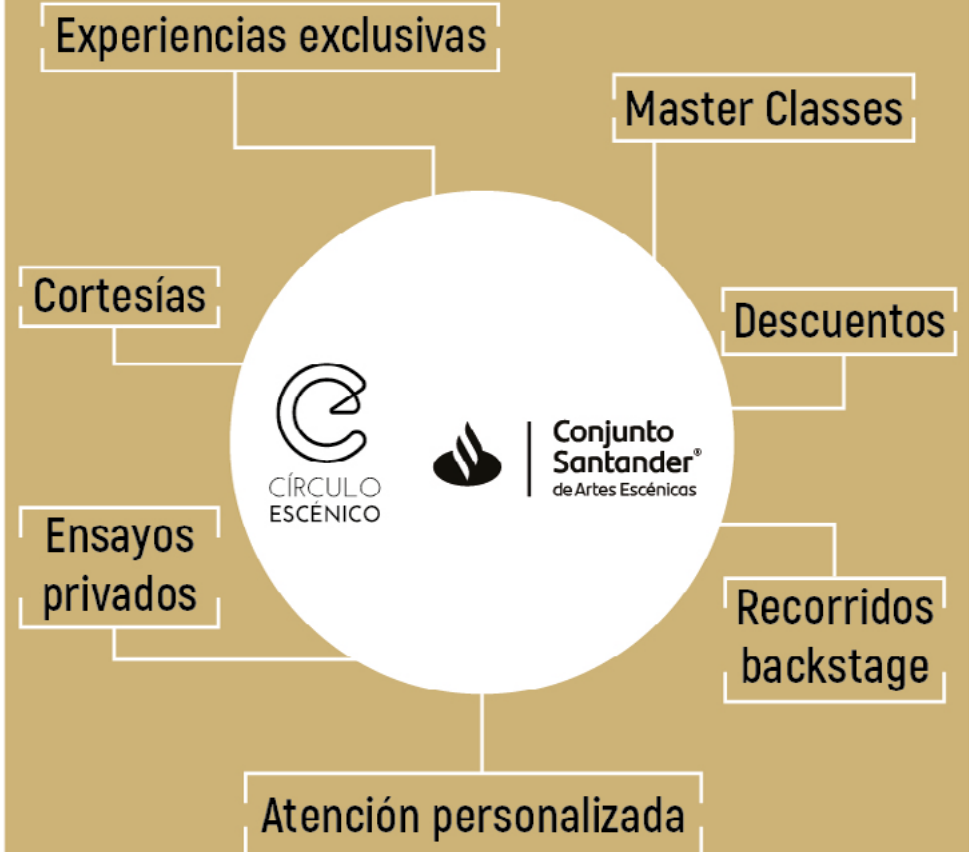 Experiencias exclusivas
Master Classes
Cortesías
Descuentos
CÍRCULO
ESCÉNICO
Conjunto
Santander®
de Artes Escénicas
Ensayos
privados
Recorridos
backstage
Atención personalizada